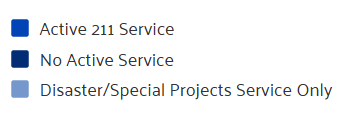 Active 211 Service
No Active Service
Disaster/Special Projects Service Only